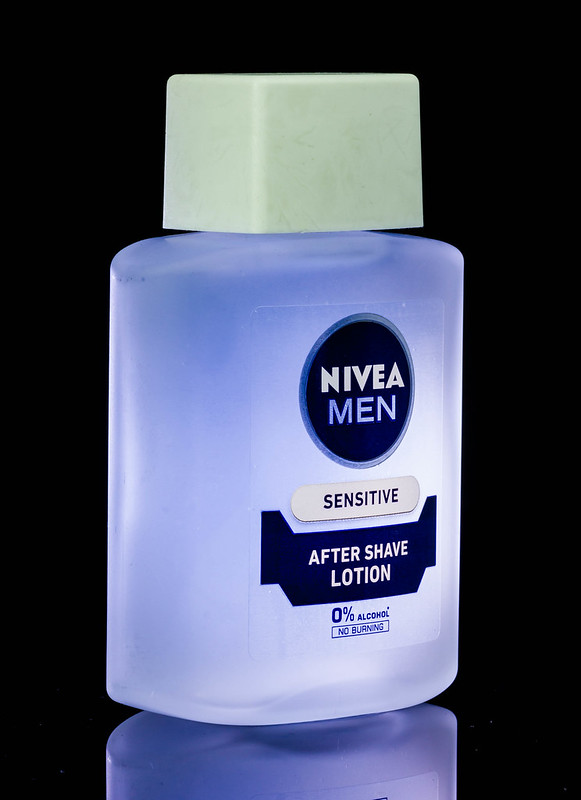 NIVEA
MEN
SENSITIVE
AFTER SHAVE
LOTION
0% ALCOHOL*
NO BURNING